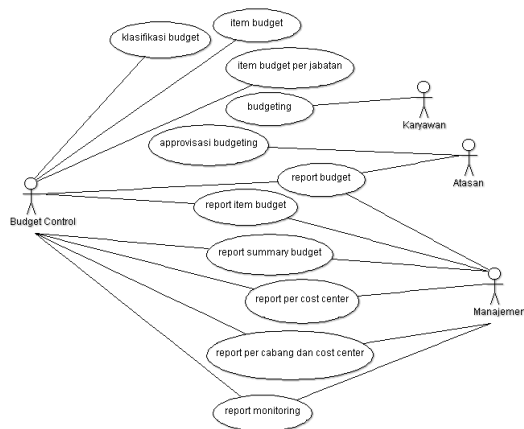 item budget
klasifikasi budget
item budget per jabatan
budgeting
Karyawan
approvisasi budgeting
Atasan
report budget
report item budget
Budget Control
report summary budget
report per cost center
Manajemen
report per cabang dan cost center
report monitoring